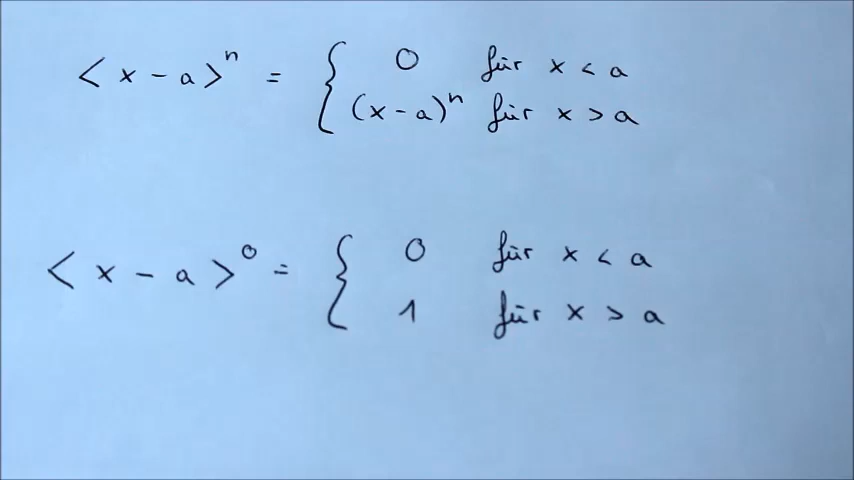 < x - a >ⁿ = { 0 für x < a
(x - a)ⁿ für x > a
< x - a >⁰ = { 0 für x < a
1 für x > a